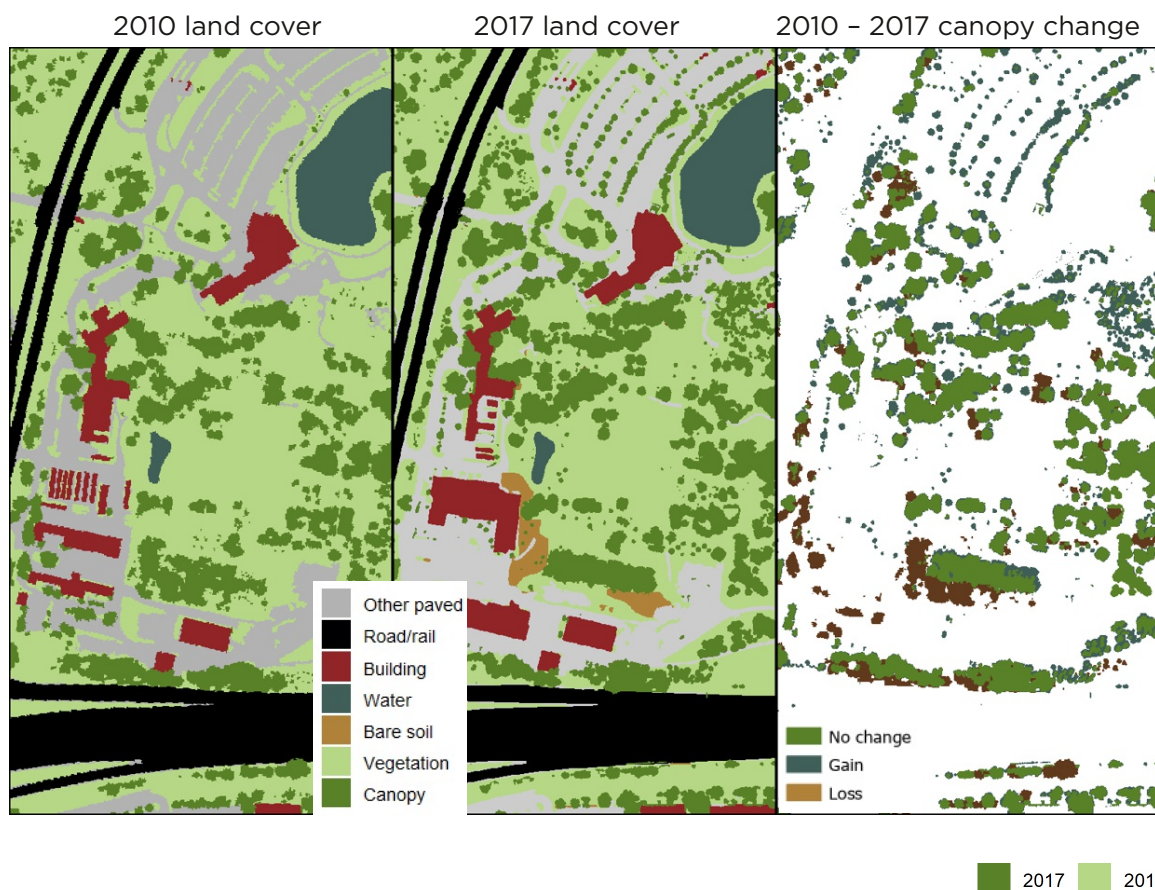 2010 land cover
2017 land cover
2010 – 2017 canopy change
Other paved
Road/rail
Building
Water
Bare soil
Vegetation
Canopy
No change
Gain
Loss
2017